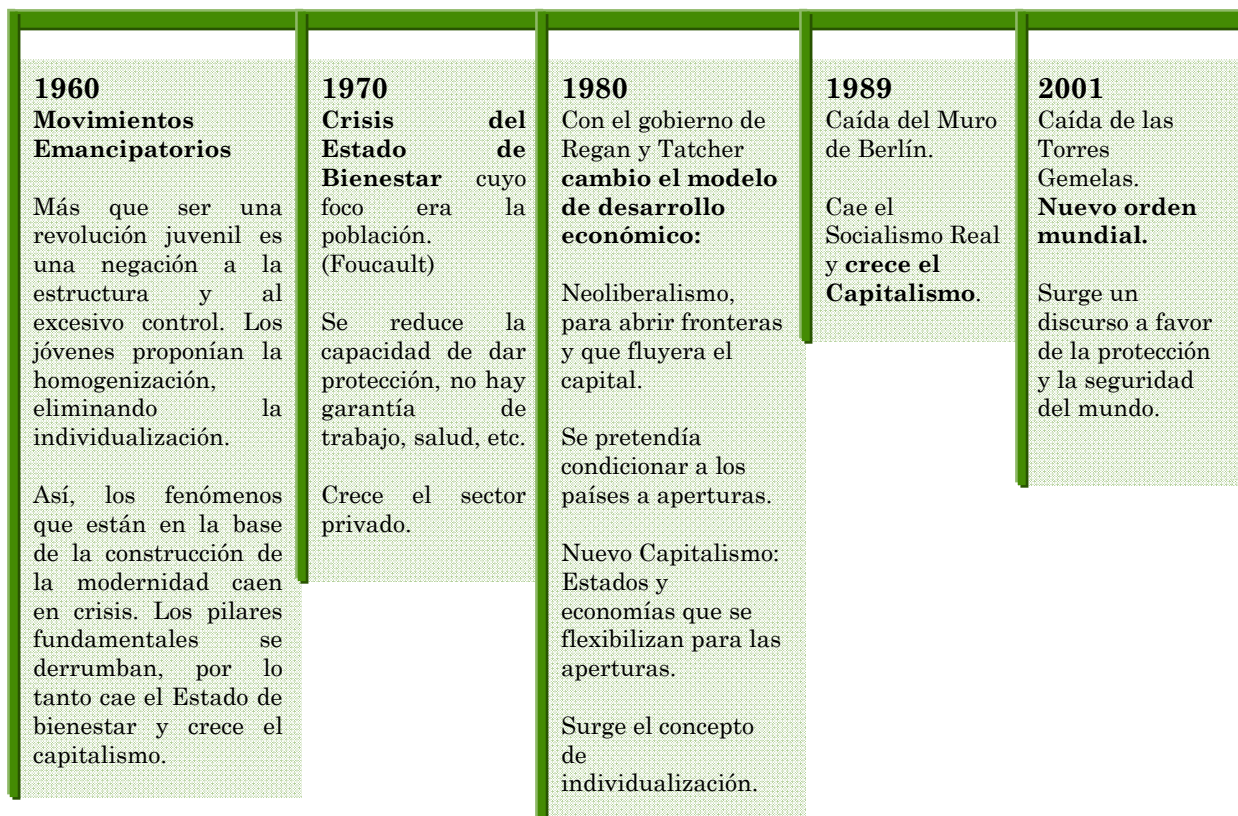 1960
Movimientos
Emancipatorios
Más que ser una
revolución juvenil es
una negación a la
estructura y al
excesivo control. Los
jóvenes proponían la
homogenización,
eliminando la
individualización.
Así, los fenómenos
que están en la base
de la construcción de
la modernidad caen
en crisis. Los pilares
fundamentales se
derrumban, por lo
tanto cae el Estado de
bienestar y crece el
capitalismo.
1970
Crisis del
Estado de
Bienestar cuyo
foco era la
población.
(Foucault)
Se reduce la
capacidad de dar
protección, no hay
garantía de
trabajo, salud, etc.
Crece el sector
privado.
1980
Con el gobierno de
Regan y Tatcher
cambio el modelo
de desarrollo
económico:
Neoliberalismo,
para abrir fronteras
y que fluyera el
capital.
Se pretendía
condicionar a los
países a aperturas.
Nuevo Capitalismo:
Estados y
economías que se
flexibilizan para las
aperturas.
Surge el concepto
de
individualización.
1989
Caída del Muro
de Berlín.
Cae el
Socialismo Real
y crece el
Capitalismo.
2001
Caída de las
Torres
Gemelas.
Nuevo orden
mundial.
Surge un
discurso a favor
de la protección
y la seguridad
del mundo.